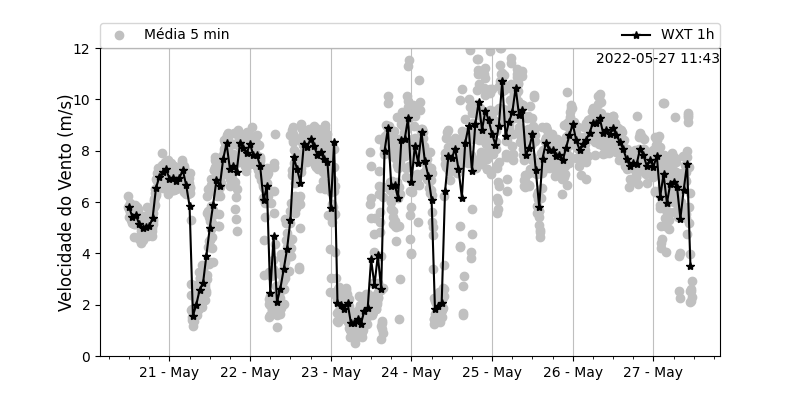 Média 5 min
WXT 1h
2022-05-27 11:43
Velocidade do Vento (m/s)
12
10
8
6
4
2
0
21 - May
22 - May
23 - May
24 - May
25 - May
26 - May
27 - May